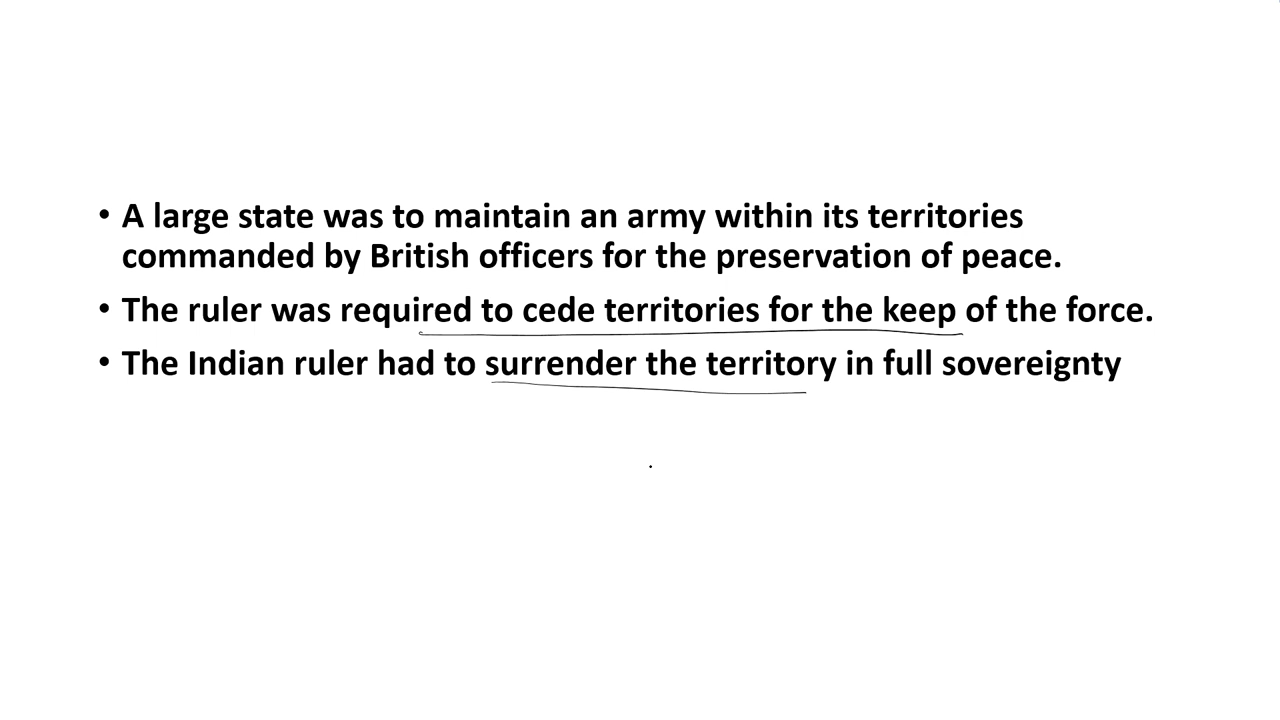 • A large state was to maintain an army within its territories
commanded by British officers for the preservation of peace.
• The ruler was required to cede territories for the keep of the force.
• The Indian ruler had to surrender the territory in full sovereignty